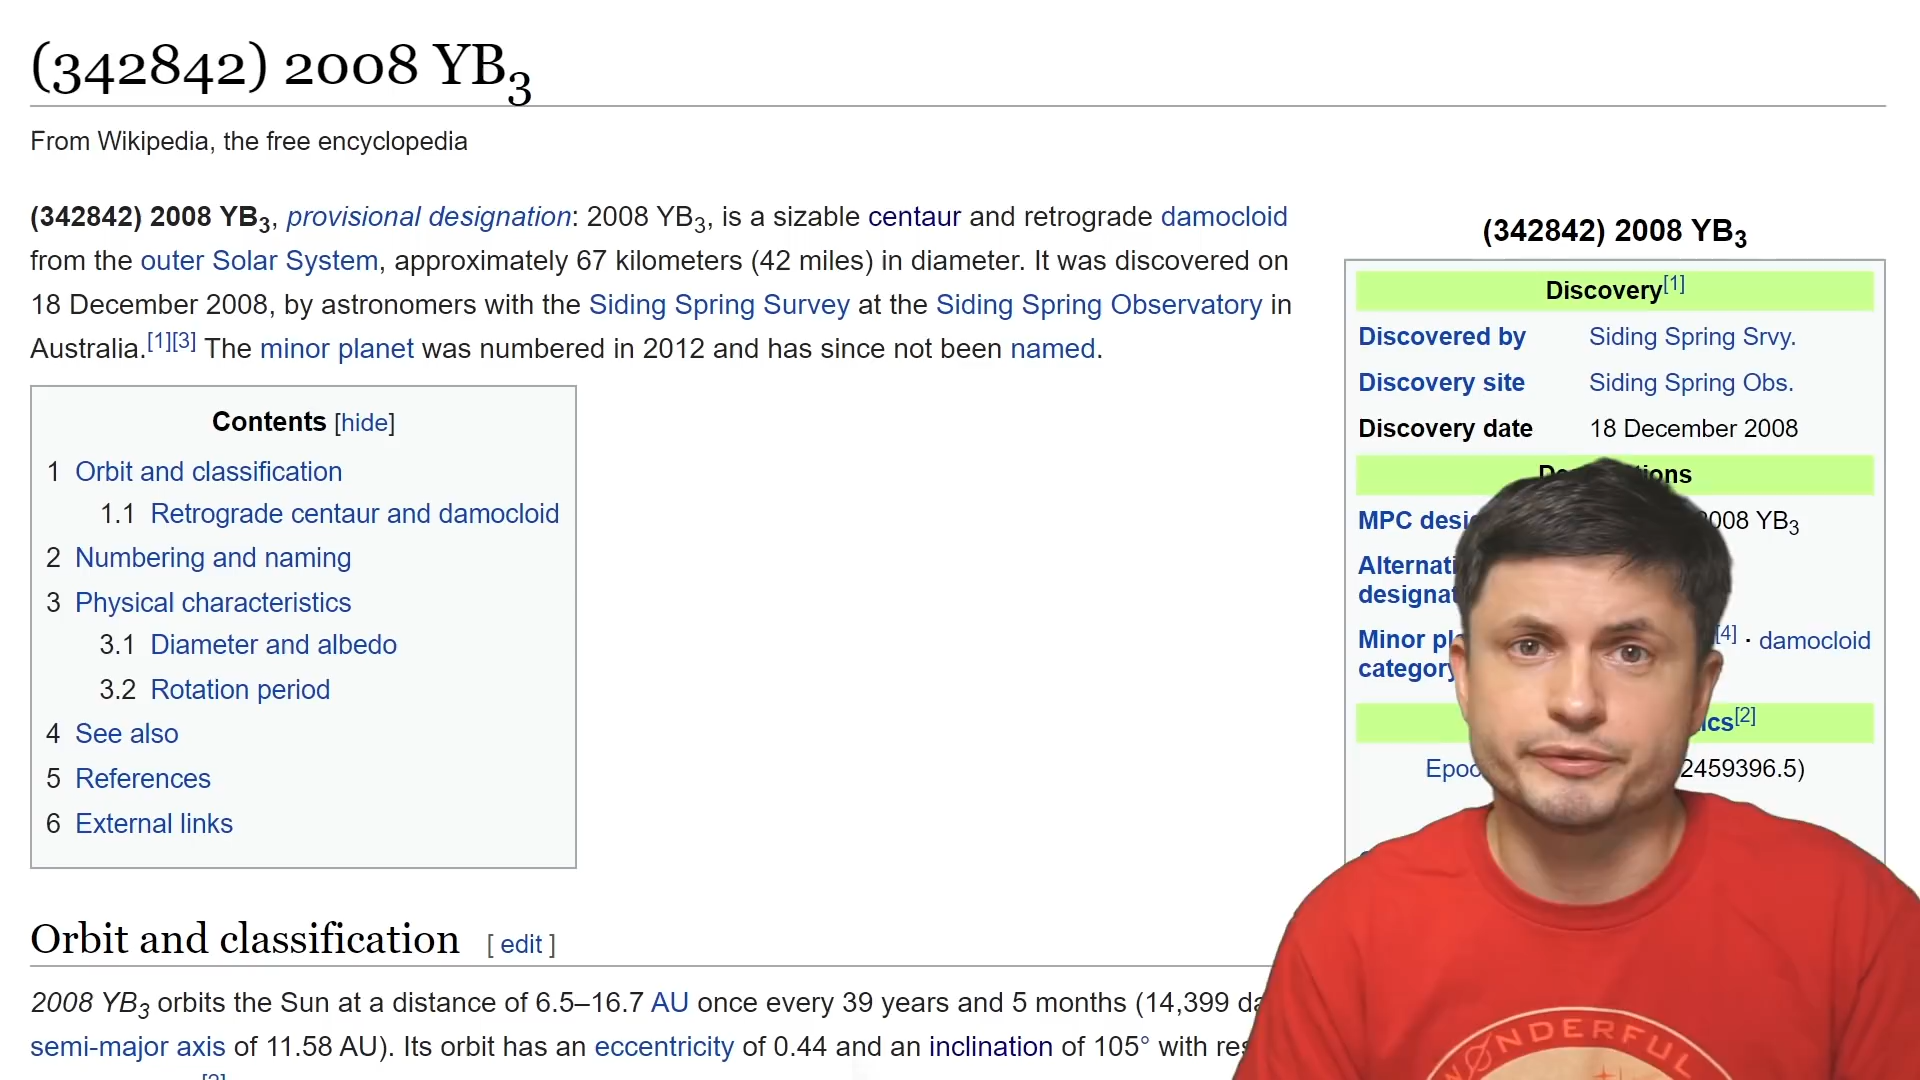 (342842) 2008 YB3
From Wikipedia, the free encyclopedia
(342842) 2008 YB3, provisional designation: 2008 YB3, is a sizable centaur and retrograde damocloid
from the outer Solar System, approximately 67 kilometers (42 miles) in diameter. It was discovered on
18 December 2008, by astronomers with the Siding Spring Survey at the Siding Spring Observatory in
Australia.[1][3] The minor planet was numbered in 2012 and has since not been named.
Contents [hide]
1 Orbit and classification
1.1 Retrograde centaur and damocloid
2 Numbering and naming
3 Physical characteristics
3.1 Diameter and albedo
3.2 Rotation period
4 See also
5 References
6 External links
Orbit and classification [ edit ]
2008 YB3 orbits the Sun at a distance of 6.5–16.7 AU once every 39 years and 5 months (14,399
semi-major axis of 11.58 AU). Its orbit has an eccentricity of 0.44 and an inclination of 105° with
(342842) 2008 YB3
Discovery[1]
Discovered by Siding Spring Srvy.
Discovery site Siding Spring Obs.
Discovery date 18 December 2008
MPC 2008 YB3
Minor
category
[4] · damocloid
[2]
2459396.5)
WONDERFUL